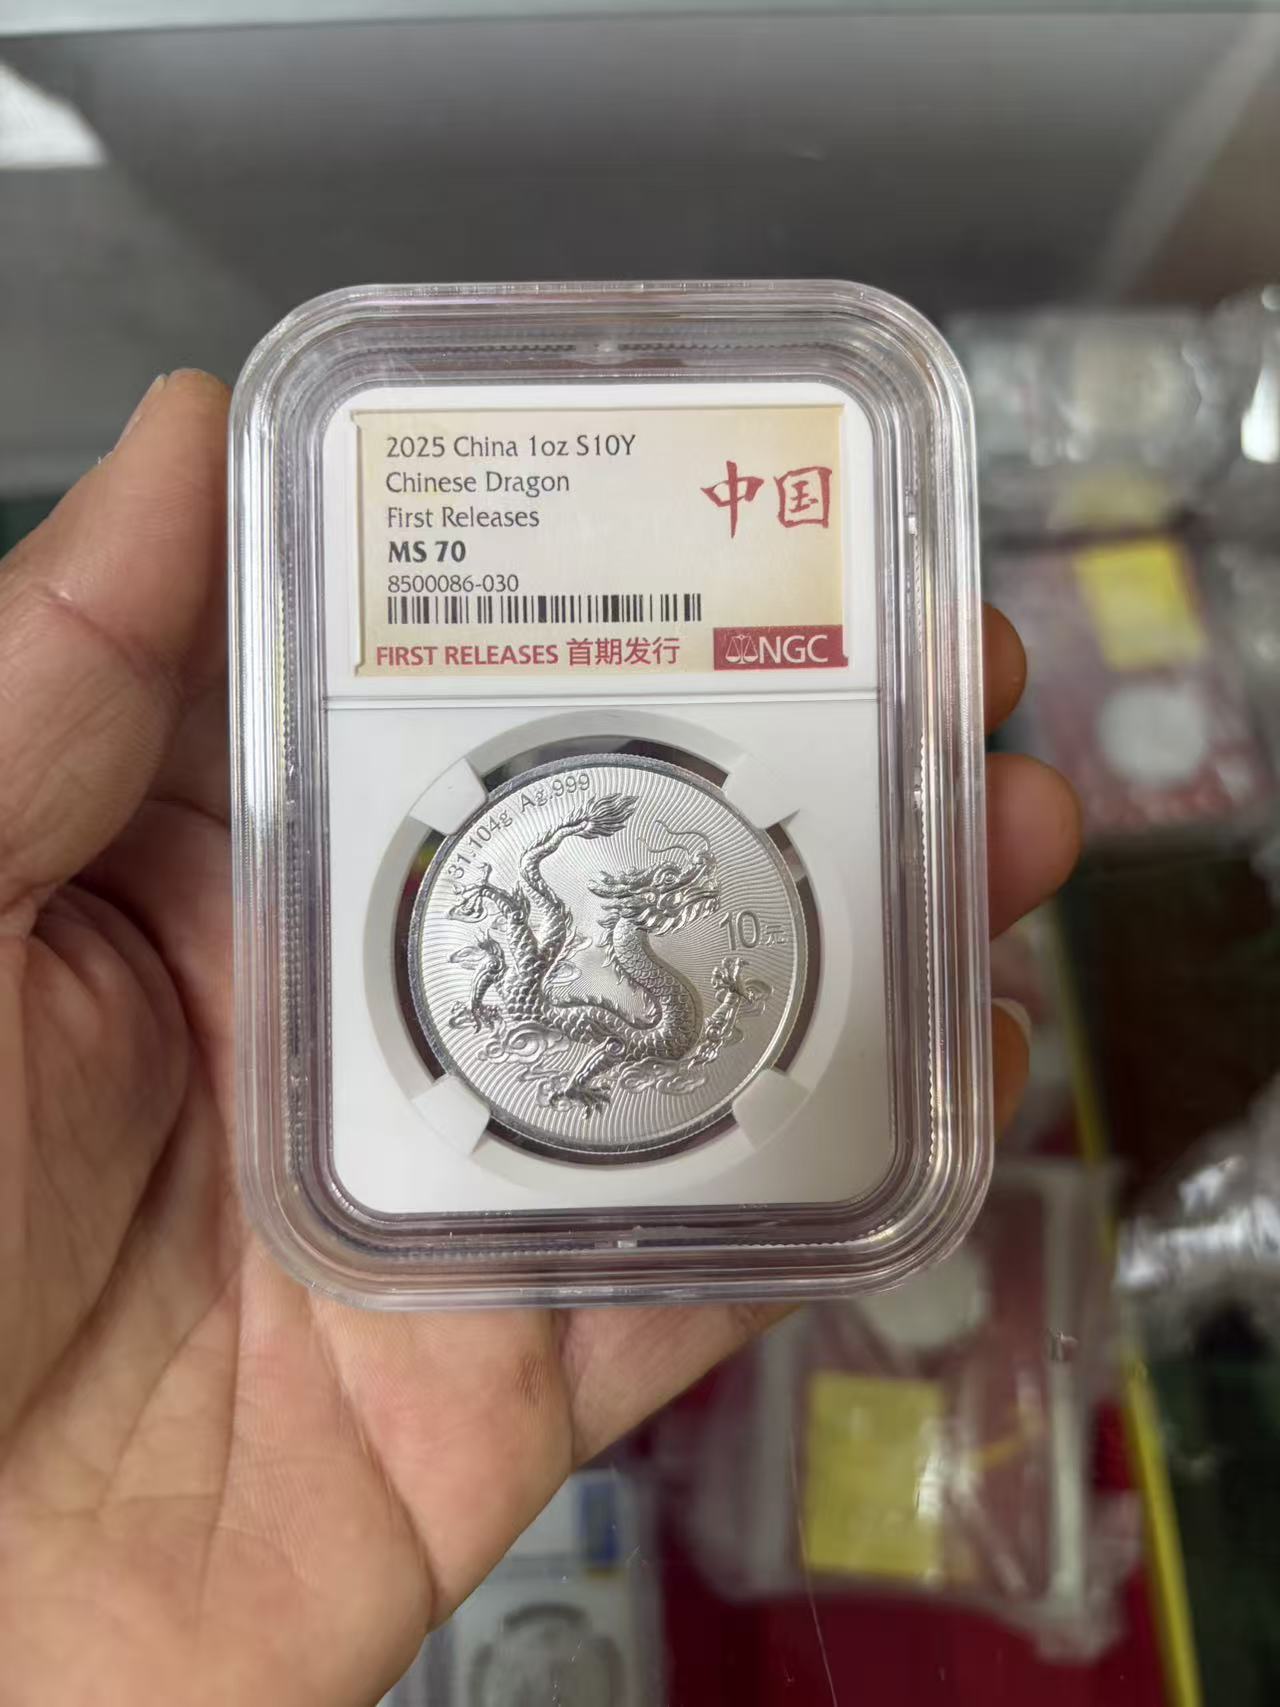 2025 China 1oz S10Y
Chinese Dragon
First Releases
MS 70
8500086-030
中国
FIRST RELEASES 首期发行
NGC
31.104g Ag.999
10元